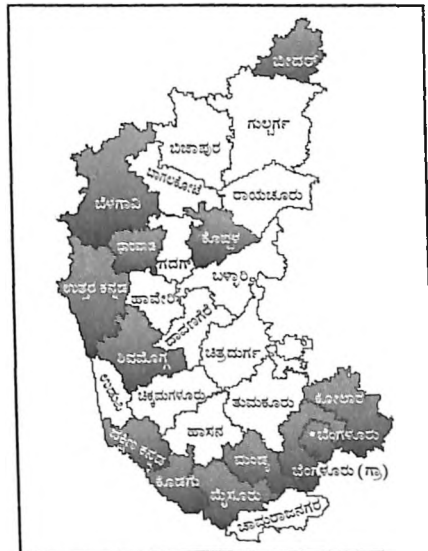 ಬೀದರ್
ಗುಲ್ಬರ್ಗ
ಬಿಜಾಪುರ
ಬಾಗಲಕೋಟೆ
ರಾಯಚೂರು
ಬೆಳಗಾವಿ
ಧಾರವಾಡ
ಕೊಪ್ಪಳ
ಗದಗ್
ಬಳ್ಳಾರಿ
ಉತ್ತರ ಕನ್ನಡ
ಹಾವೇರಿ
ದಾವಣಗೆರೆ
ಶಿವಮೊಗ್ಗ
ಚಿತ್ರದುರ್ಗ
ಉಡುಪಿ
ಚಿಕ್ಕಮಗಳೂರು
ತುಮಕೂರು
ಕೋಲಾರ
ಹಾಸನ
*ಬೆಂಗಳೂರು
ದಕ್ಷಿಣ ಕನ್ನಡ
ಮಂಡ್ಯ
ಬೆಂಗಳೂರು (ಗ್ರಾ)
ಕೊಡಗು
ಮೈಸೂರು
ಚಾಮರಾಜನಗರ